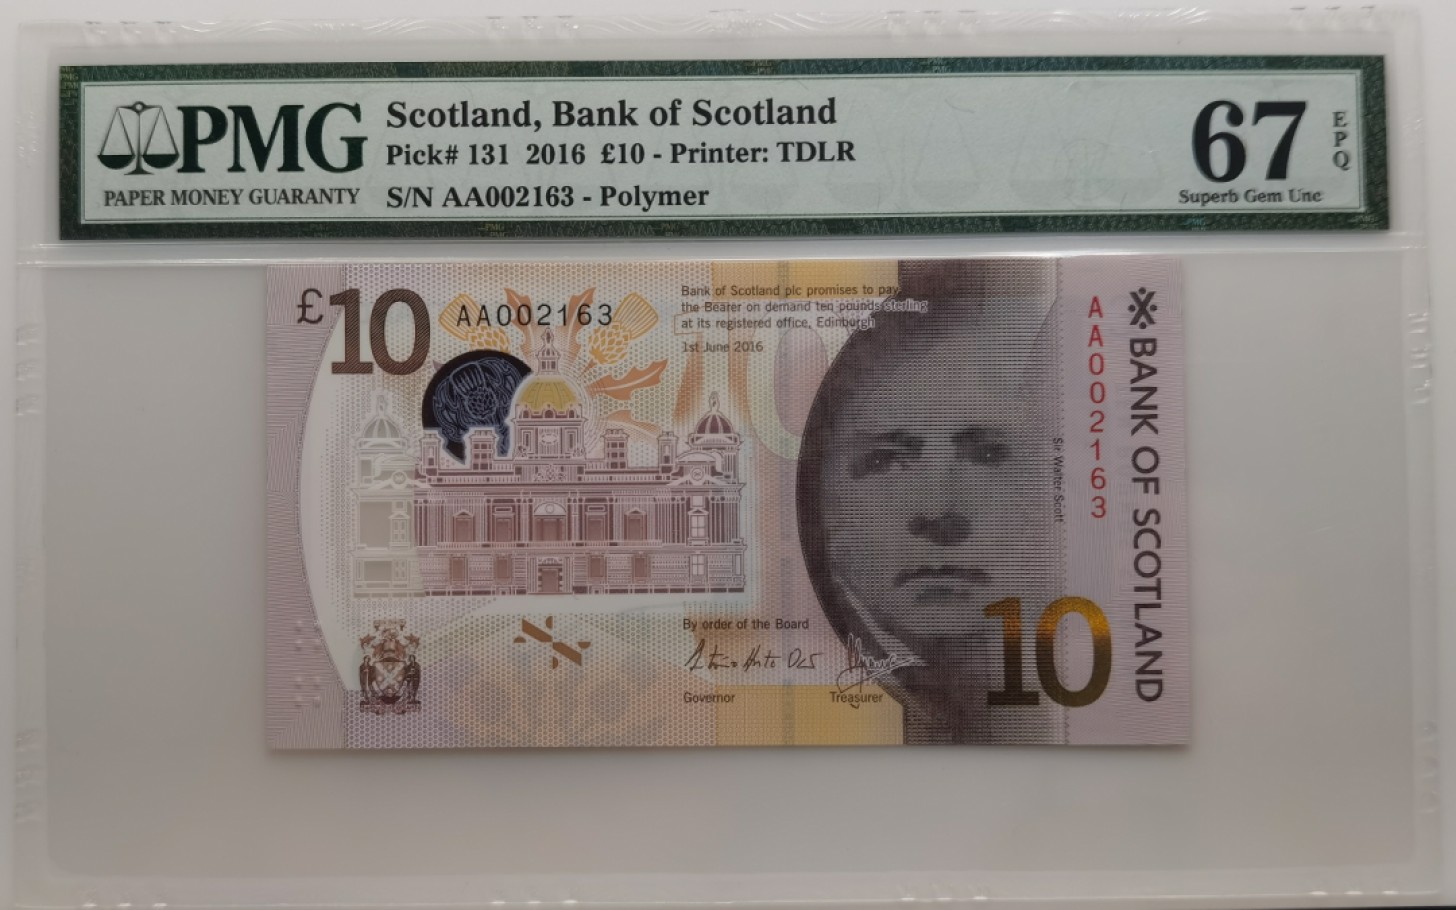 PMG
PAPER MONEY GUARANTY
Scotland, Bank of Scotland
Pick# 131 2016 £10 - Printer: TDLR
S/N AA002163 - Polymer
67
EPQ
Superb Gem Unc
£10
AA002163
Bank of Scotland plc promises to pay
the Bearer on demand ten pounds sterling
at its registered office, Edinburgh
1st June 2016
By order of the Board
Governor
Treasurer
Sir Walter Scott
10
AA002163
BANK OF SCOTLAND